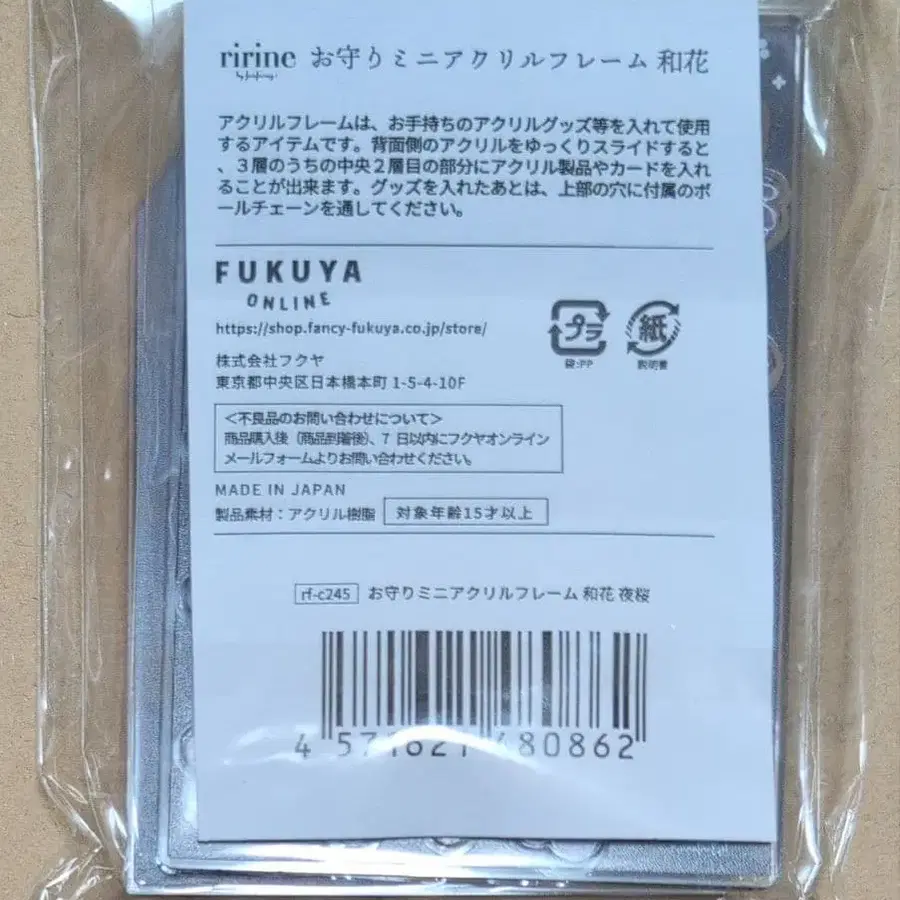 ririne お守りミニアクリルフレーム 和花
アクリルフレームは、お手持ちのアクリルグッズ等を入れて使用
するアイテムです。背面側のアクリルをゆっくりスライドすると
、3層のうちの中央2層目の部分にアクリル製品やカードを入れ
ることが出来ます。グッズを入れたあとは、上部の穴に付属のボ
ールチェーンを通してください。
FUKUYA
ONLINE
https://shop.fancy-fukuya.co.jp/store/
プラ 紙
袋:PP 説明書
株式会社フクヤ
東京都中央区日本橋本町 1-5-4-10F
<不良品のお問い合わせについて>
商品購入後（商品到着後）、7 日以内にフクヤオンライン
メールフォームよりお問い合わせください。
MADE IN JAPAN
製品素材：アクリル樹脂 対象年齢15才以上
rf-c245 お守りミニアクリルフレーム 和花 夜桜
4 571621 480862